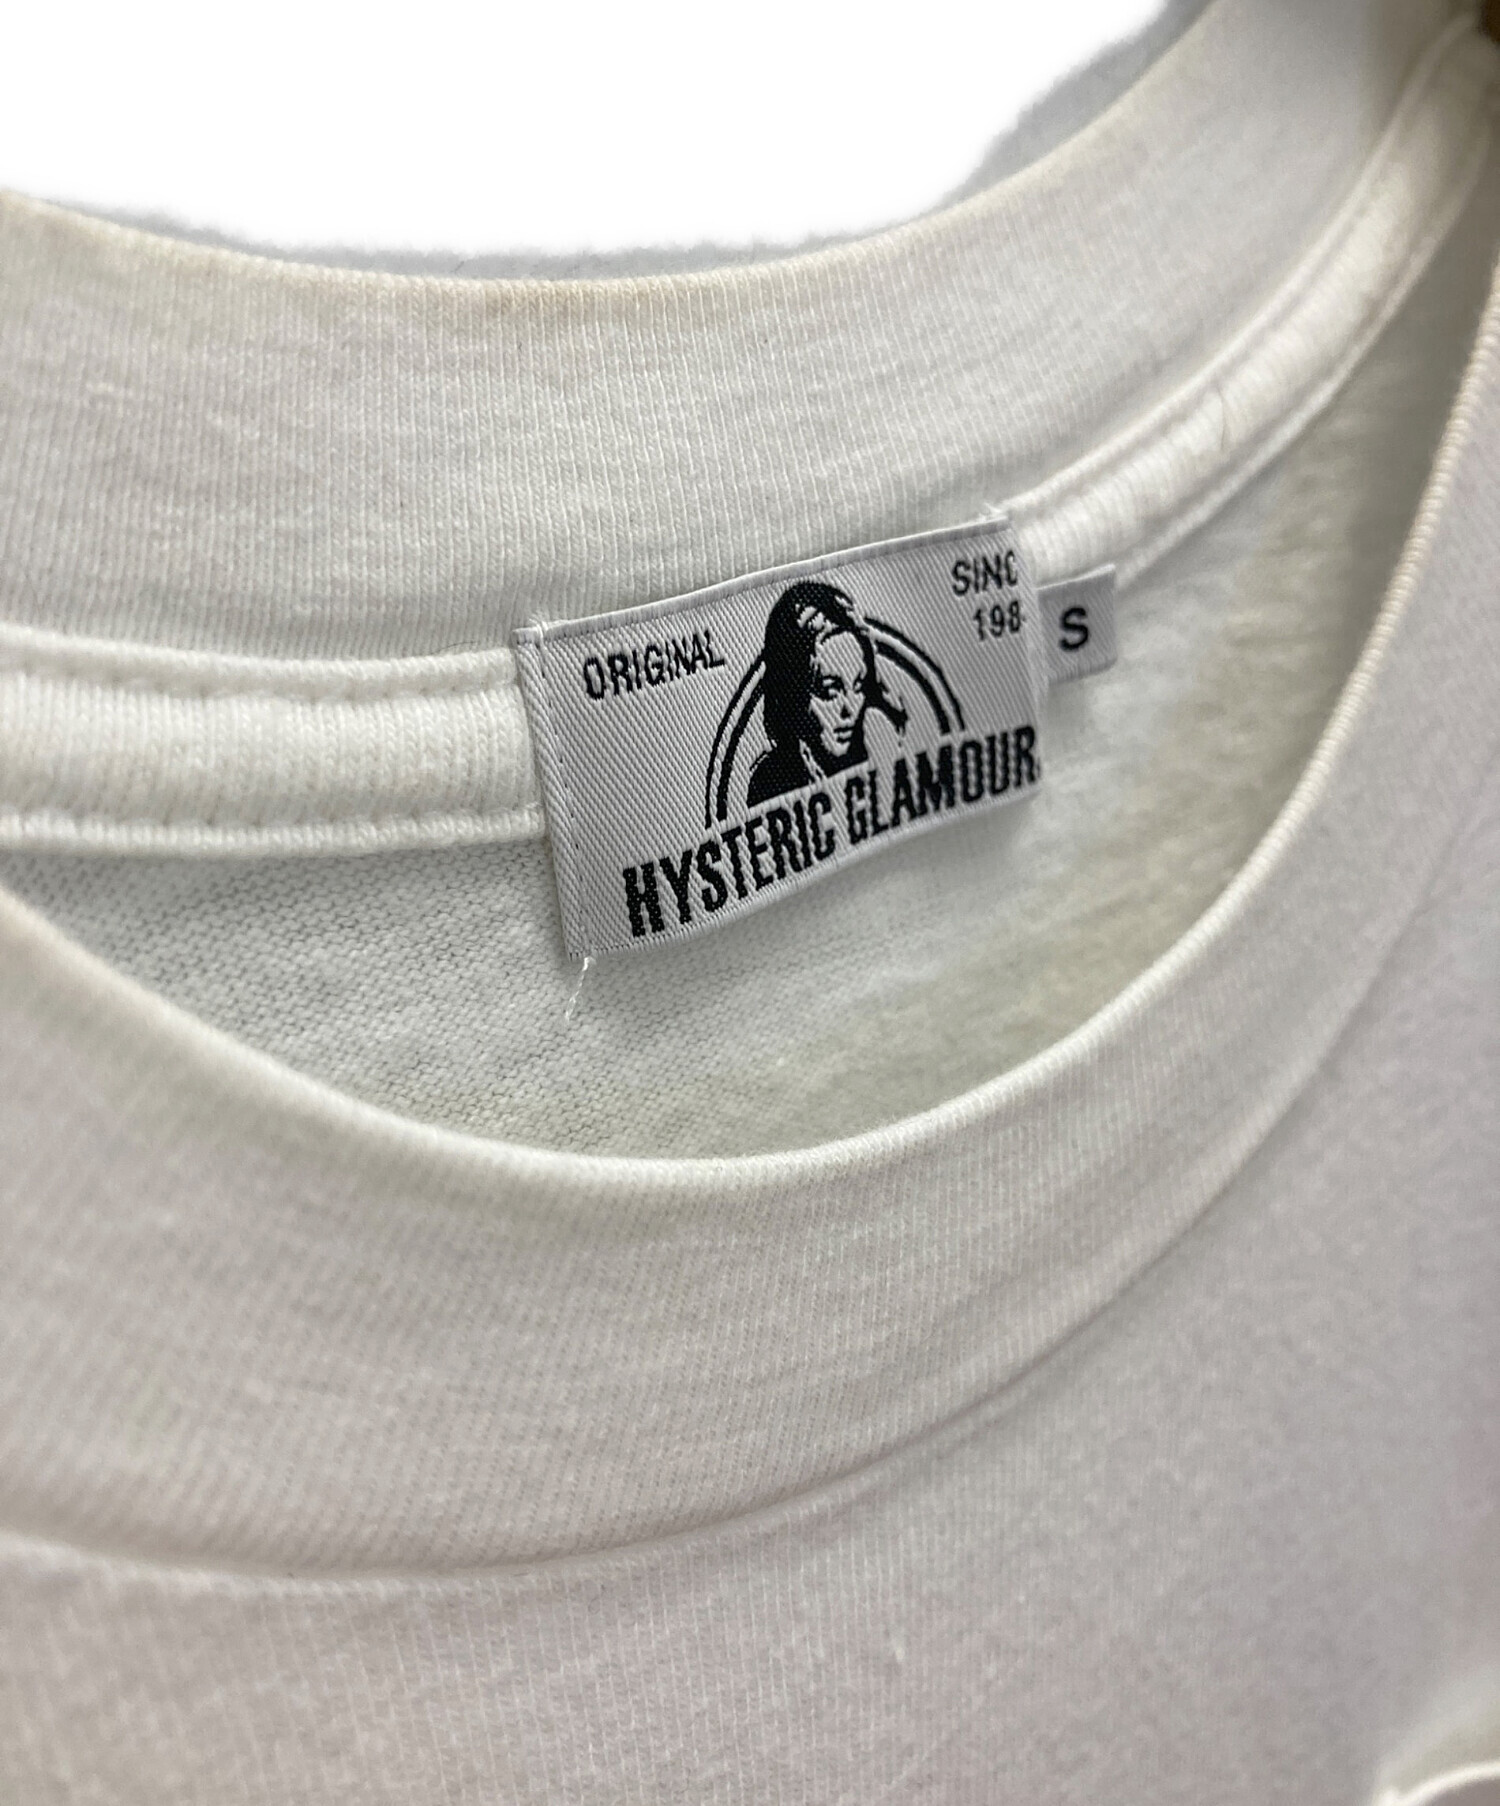 ORIGINAL
SINC
198
HYSTERIC GLAMOUR.
S